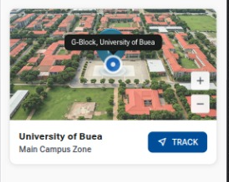 G-Block, University of Buea
+
−
University of Buea
Main Campus Zone
TRACK